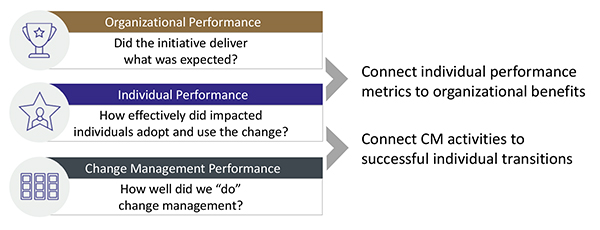 Organizational Performance
Did the initiative deliver
what was expected?
Individual Performance
How effectively did impacted
individuals adopt and use the change?
Change Management Performance
How well did we “do”
change management?
Connect individual performance
metrics to organizational benefits
Connect CM activities to
successful individual transitions